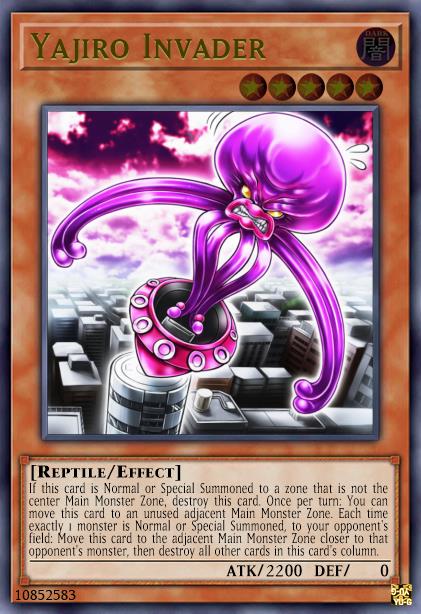 Yajiro Invader
DARK
闇
[Reptile/Effect]
If this card is Normal or Special Summoned to a zone that is not the
center Main Monster Zone, destroy this card. Once per turn: You can
move this card to an unused adjacent Main Monster Zone. Each time
exactly 1 monster is Normal or Special Summoned, to your opponent's
field: Move this card to the adjacent Main Monster Zone closer to that
opponent's monster, then destroy all other cards in this card's column.
ATK/2200 DEF/ 0
10852583